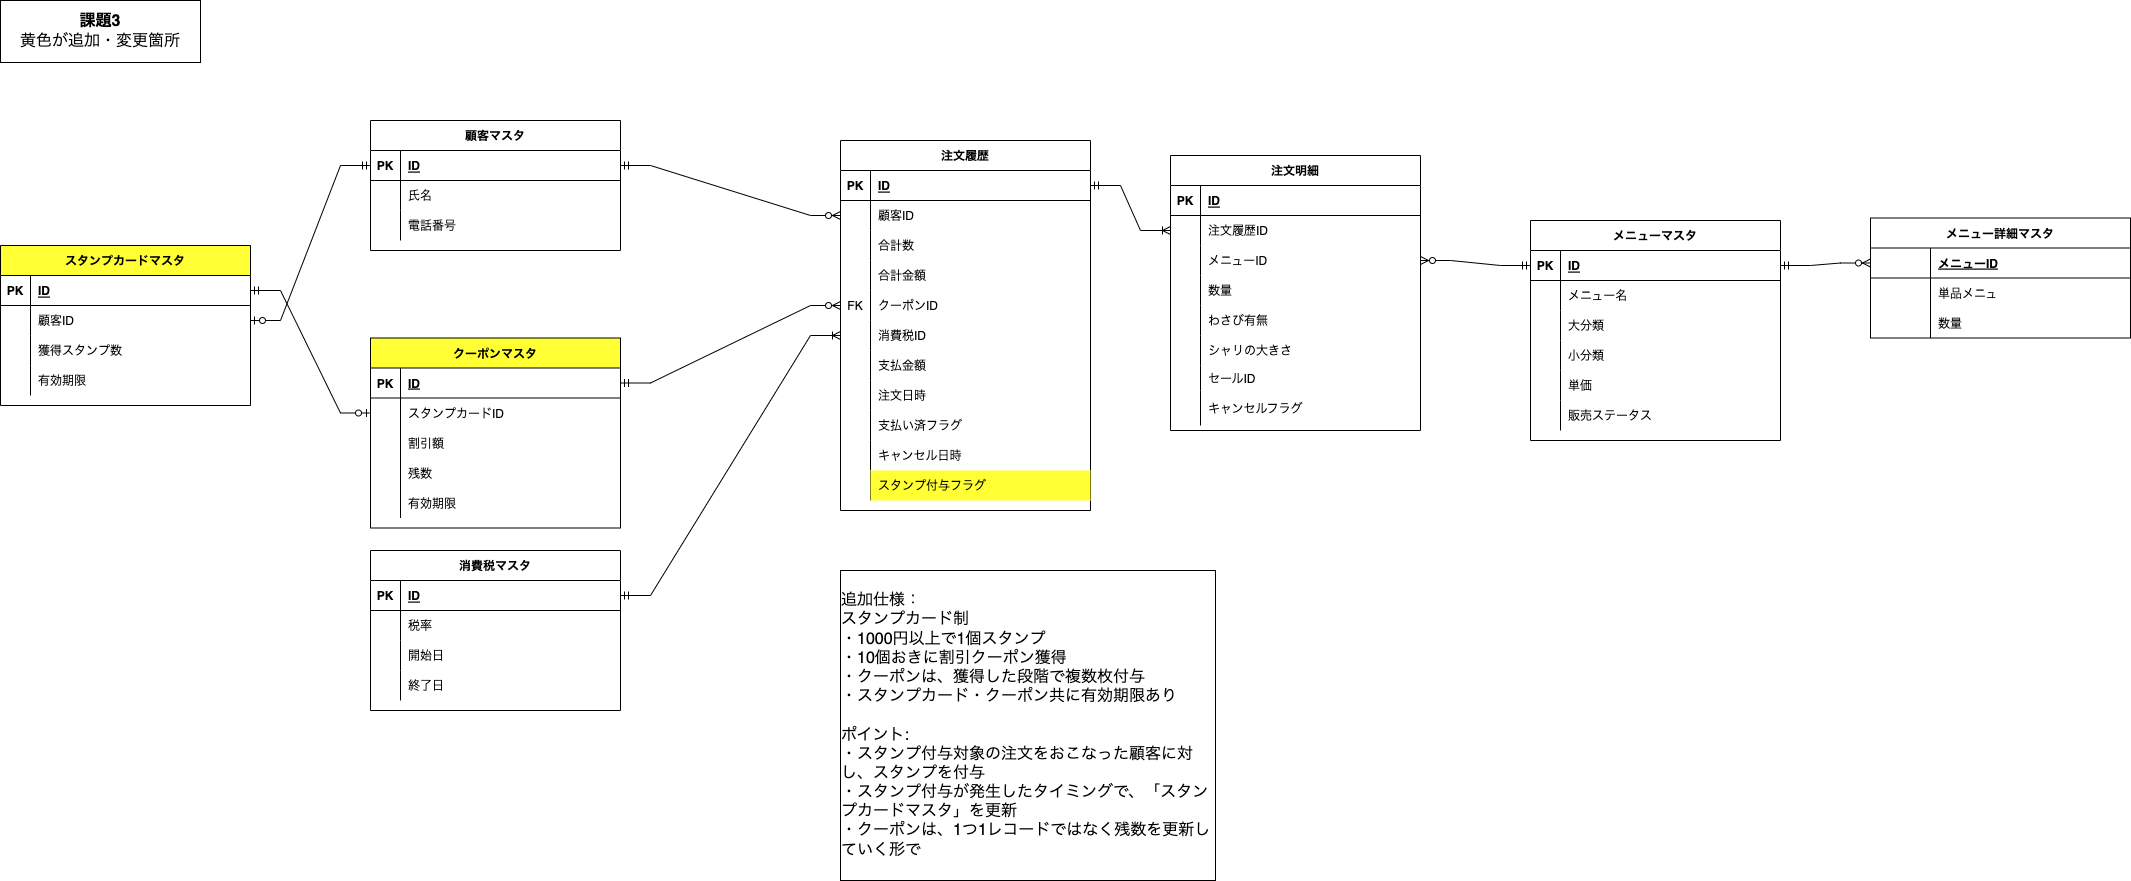 課題3
黄色が追加・変更箇所
スタンプカードマスタ
PK
ID
顧客ID
獲得スタンプ数
有効期限
顧客マスタ
PK
ID
氏名
電話番号
クーポンマスタ
PK
ID
スタンプカードID
割引額
残数
有効期限
消費税マスタ
PK
ID
税率
開始日
終了日
注文履歴
PK
ID
顧客ID
合計数
合計金額
FK
クーポンID
消費税ID
支払金額
注文日時
支払い済フラグ
キャンセル日時
スタンプ付与フラグ
注文明細
PK
ID
注文履歴ID
メニューID
数量
わさび有無
シャリの大きさ
セールID
キャンセルフラグ
メニューマスタ
PK
ID
メニュー名
大分類
小分類
単価
販売ステータス
メニュー詳細マスタ
メニューID
単品メニュ
数量
追加仕様：
スタンプカード制
・1000円以上で1個スタンプ
・10個おきに割引クーポン獲得
・クーポンは、獲得した段階で複数枚付与
・スタンプカード・クーポン共に有効期限あり
ポイント:
・スタンプ付与対象の注文をおこなった顧客に対
し、スタンプを付与
・スタンプ付与が発生したタイミングで、「スタン
プカードマスタ」を更新
・クーポンは、1つ1レコードではなく残数を更新し
ていく形で